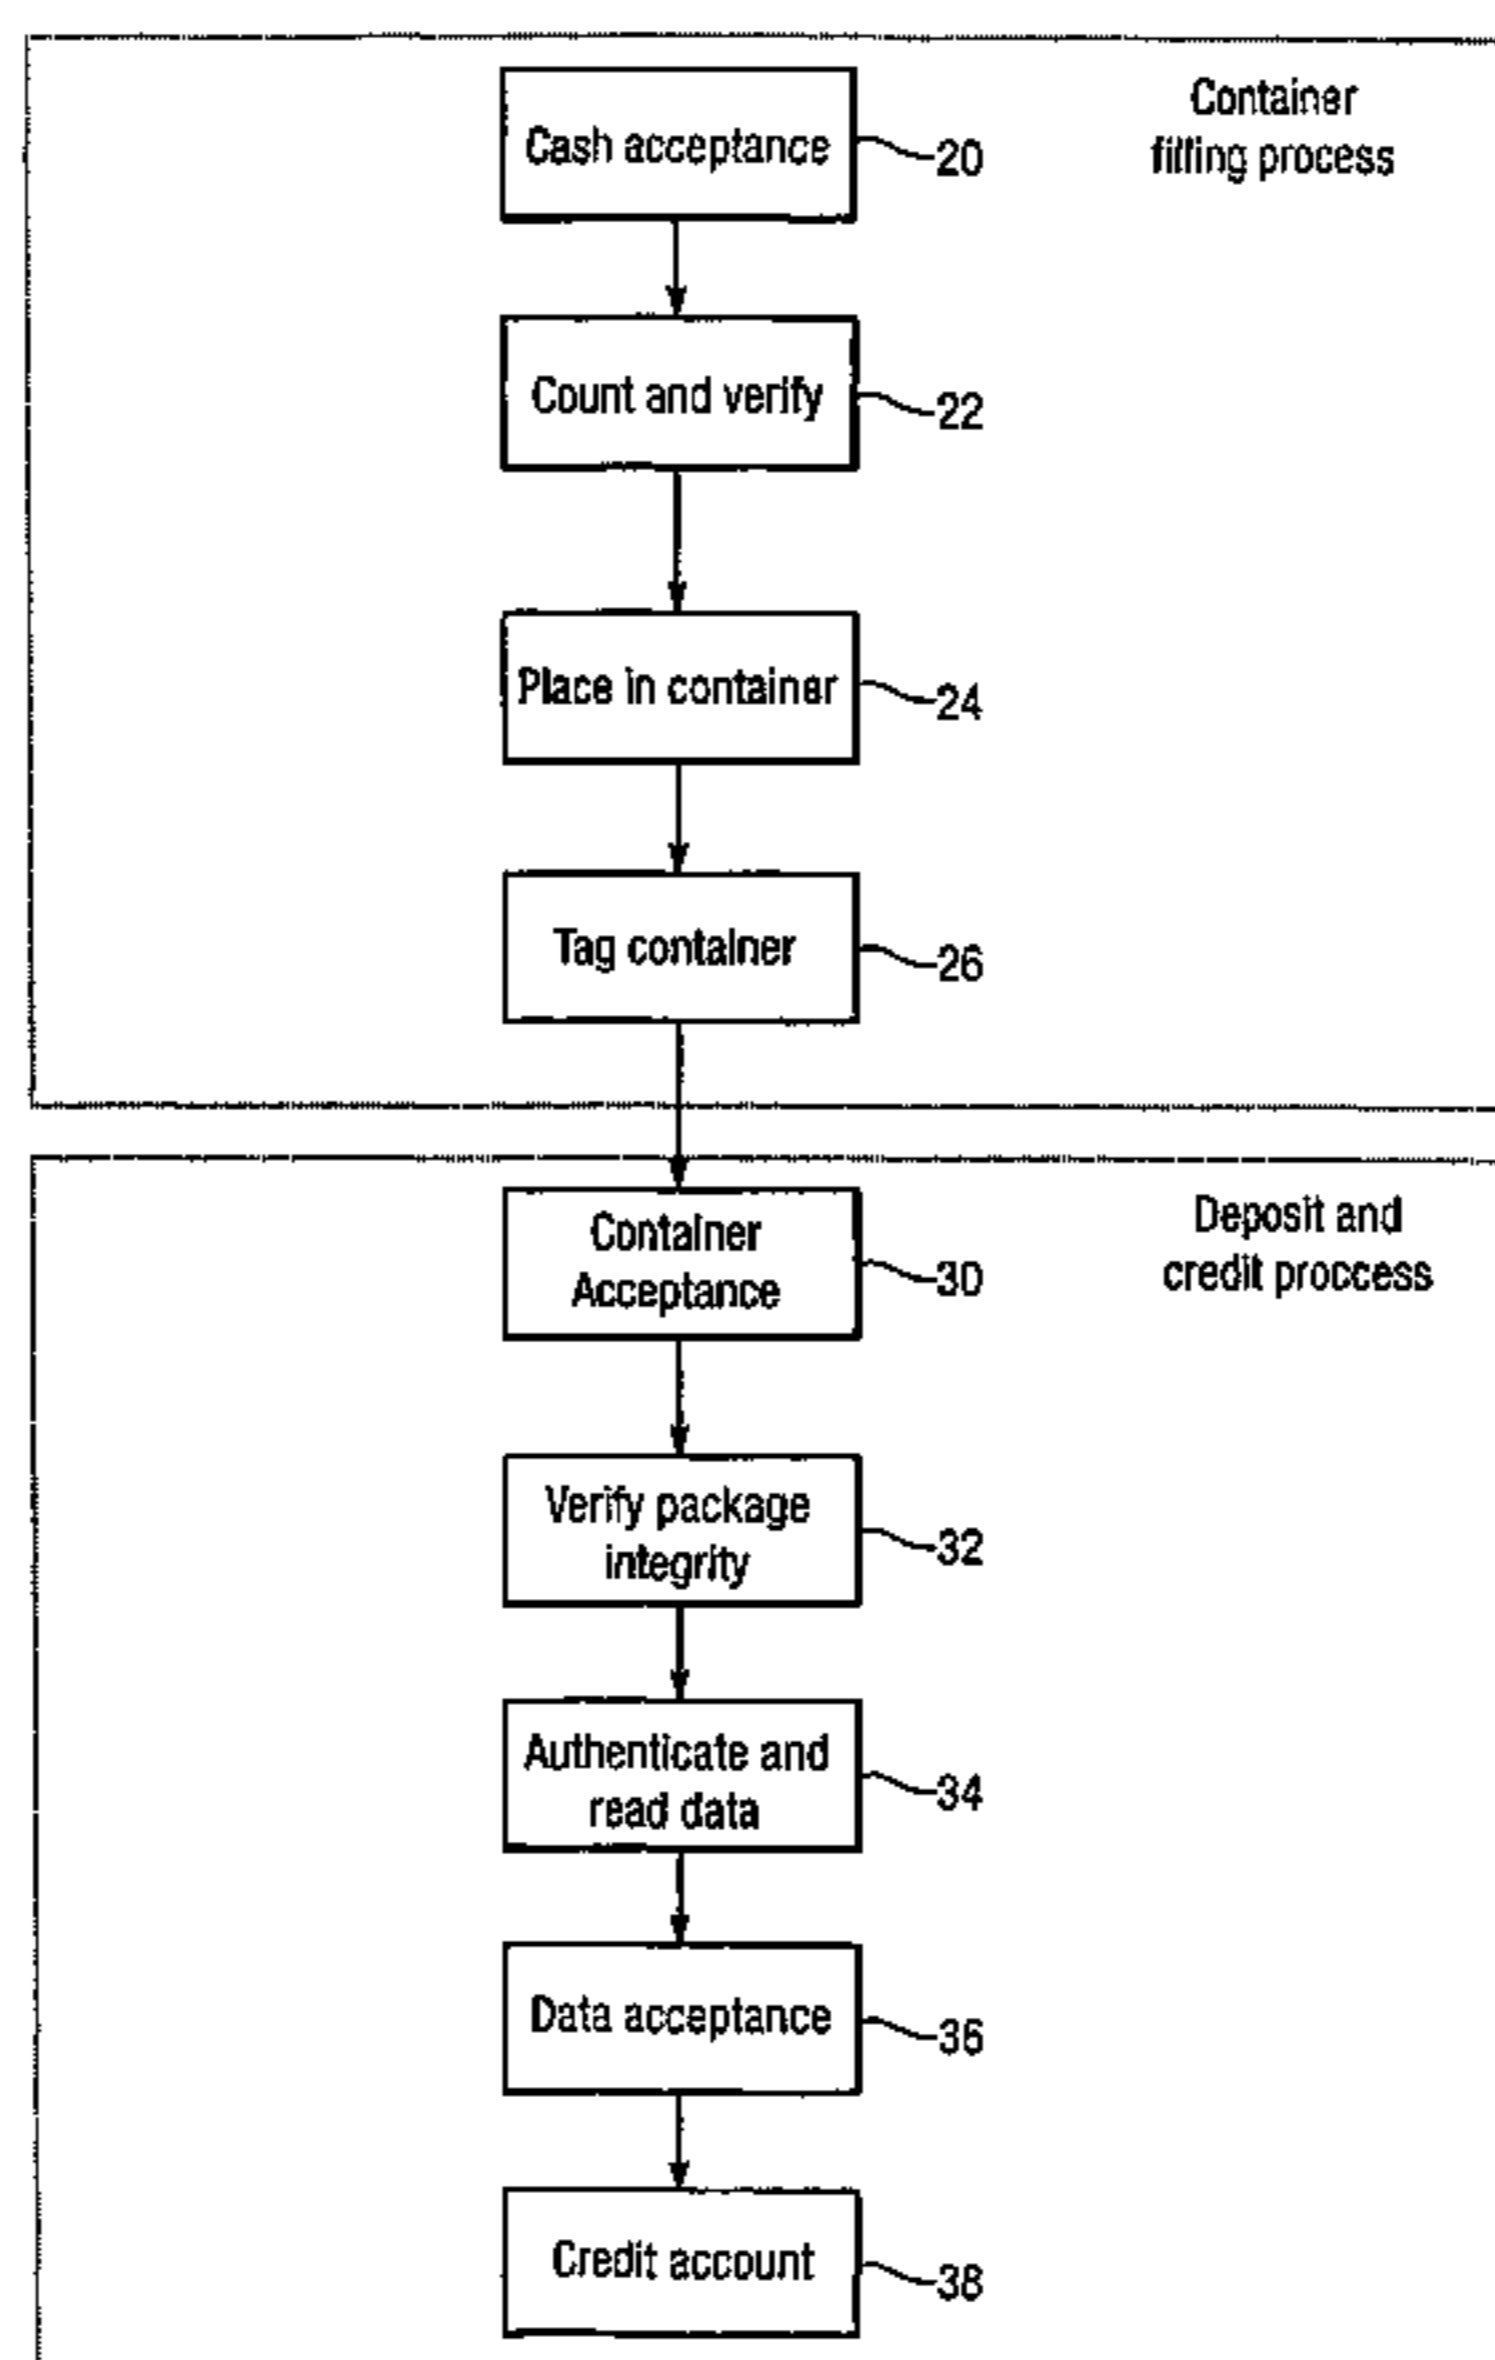 Cash acceptance
20
Container
filling process
Count and verify
22
Place in container
24
Tag container
26
Container
Acceptance
30
Deposit and
credit proccess
Verify package
integrity
32
Authenticate and
read data
34
Data acceptance
36
Credit account
38